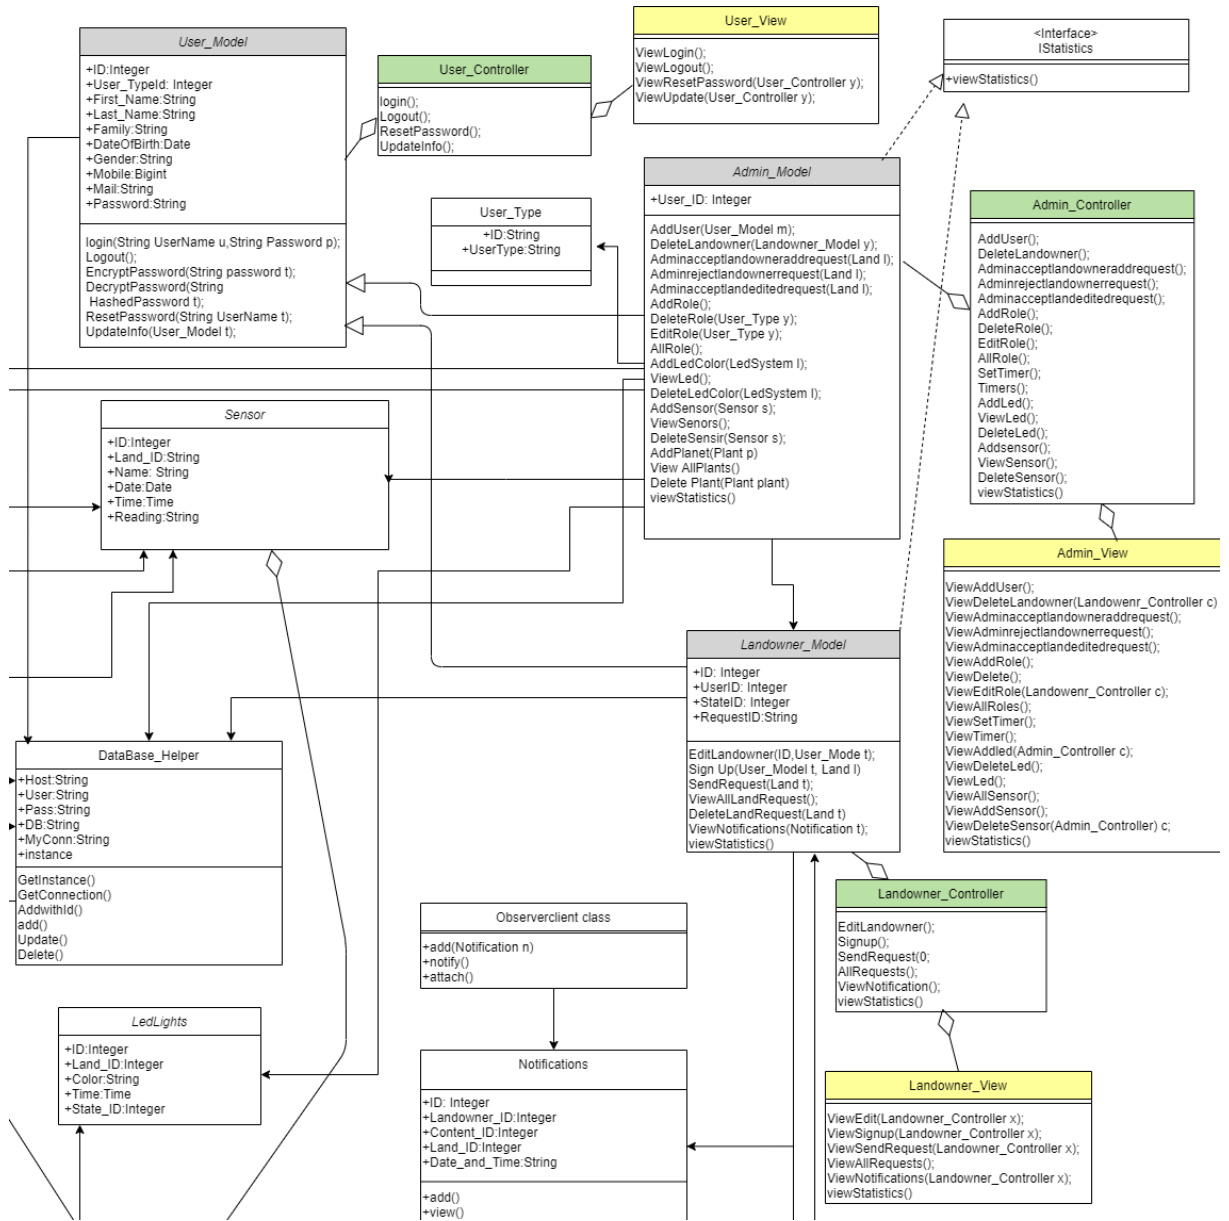 User_Model
+ID:Integer
+User_TypeId: Integer
+First_Name:String
+Last_Name:String
+Family:String
+DateOfBirth:Date
+Gender:String
+Mobile:Bigint
+Mail:String
+Password:String
login(String UserName u,String Password p);
Logout();
EncryptPassword(String password t);
DecryptPassword(String
HashedPassword t);
ResetPassword(String UserName t);
UpdateInfo(User_Model t);
User_Controller
login();
Logout();
ResetPassword();
UpdateInfo();
User_View
ViewLogin();
ViewLogout();
ViewResetPassword(User_Controller y);
ViewUpdate(User_Controller y);
<Interface>
IStatistics
+viewStatistics()
User_Type
+ID:String
+UserType:String
Admin_Model
+User_ID: Integer
AddUser(User_Model m);
DeleteLandowner(Landowner_Model y);
Adminacceptlandowneraddrequest(Land l);
Adminrejectlandownerrequest(Land l);
Adminacceptlandeditedrequest(Land l);
AddRole();
DeleteRole(User_Type y);
EditRole(User_Type y);
AllRole();
AddLedColor(LedSystem l);
ViewLed();
DeleteLedColor(LedSystem l);
AddSensor(Sensor s);
ViewSenors();
DeleteSensir(Sensor s);
AddPlanet(Plant p)
View AllPlants()
Delete Plant(Plant plant)
viewStatistics()
Admin_Controller
AddUser();
DeleteLandowner();
Adminacceptlandowneraddrequest();
Adminrejectlandownerrequest();
Adminacceptlandeditedrequest();
AddRole();
DeleteRole();
EditRole();
AllRole();
SetTimer();
Timers();
AddLed();
ViewLed();
DeleteLed();
Addsensor();
ViewSensor();
DeleteSensor();
viewStatistics()
Sensor
+ID:Integer
+Land_ID:String
+Name: String
+Date:Date
+Time:Time
+Reading:String
Admin_View
ViewAddUser();
ViewDeleteLandowner(Landowenr_Controller c)
ViewAdminacceptlandowneraddrequest();
ViewAdminrejectlandownerrequest();
ViewAdminacceptlandeditedrequest();
ViewAddRole();
ViewDelete();
ViewEditRole(Landowenr_Controller c);
ViewAllRoles();
ViewSetTimer();
ViewTimer();
ViewAddled(Admin_Controller c);
ViewDeleteLed();
ViewLed();
ViewAllSensor();
ViewAddSensor();
ViewDeleteSensor(Admin_Controller) c;
viewStatistics()
Landowner_Model
+ID: Integer
+UserID: Integer
+StateID: Integer
+RequestID:String
EditLandowner(ID,User_Mode t);
Sign Up(User_Model t, Land l)
SendRequest(Land t);
ViewAllLandRequest();
DeleteLandRequest(Land t)
ViewNotifications(Notification t);
viewStatistics()
DataBase_Helper
+Host:String
+User:String
+Pass:String
+DB:String
+MyConn:String
+instance
GetInstance()
GetConnection()
AddwithId()
add()
Update()
Delete()
Landowner_Controller
EditLandowner();
Signup();
SendRequest(0;
AllRequests();
ViewNotification();
viewStatistics()
Observerclient class
+add(Notification n)
+notify()
+attach()
LedLights
+ID:Integer
+Land_ID:Integer
+Color:String
+Time:Time
+State_ID:Integer
Notifications
+ID: Integer
+Landowner_ID:Integer
+Content_ID:Integer
+Land_ID:Integer
+Date_and_Time:String
+add()
+view()
Landowner_View
ViewEdit(Landowner_Controller x);
ViewSignup(Landowner_Controller x);
ViewSendRequest(Landowner_Controller x);
ViewAllRequests();
ViewNotifications(Landowner_Controller x);
viewStatistics()